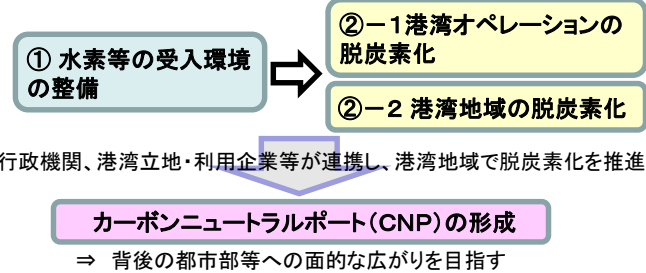 ① 水素等の受入環境
の整備
②－１港湾オペレーションの
脱炭素化
②－２ 港湾地域の脱炭素化
行政機関、港湾立地・利用企業等が連携し、港湾地域で脱炭素化を推進
カーボンニュートラルポート（CNP）の形成
⇒ 背後の都市部等への面的な広がりを目指す